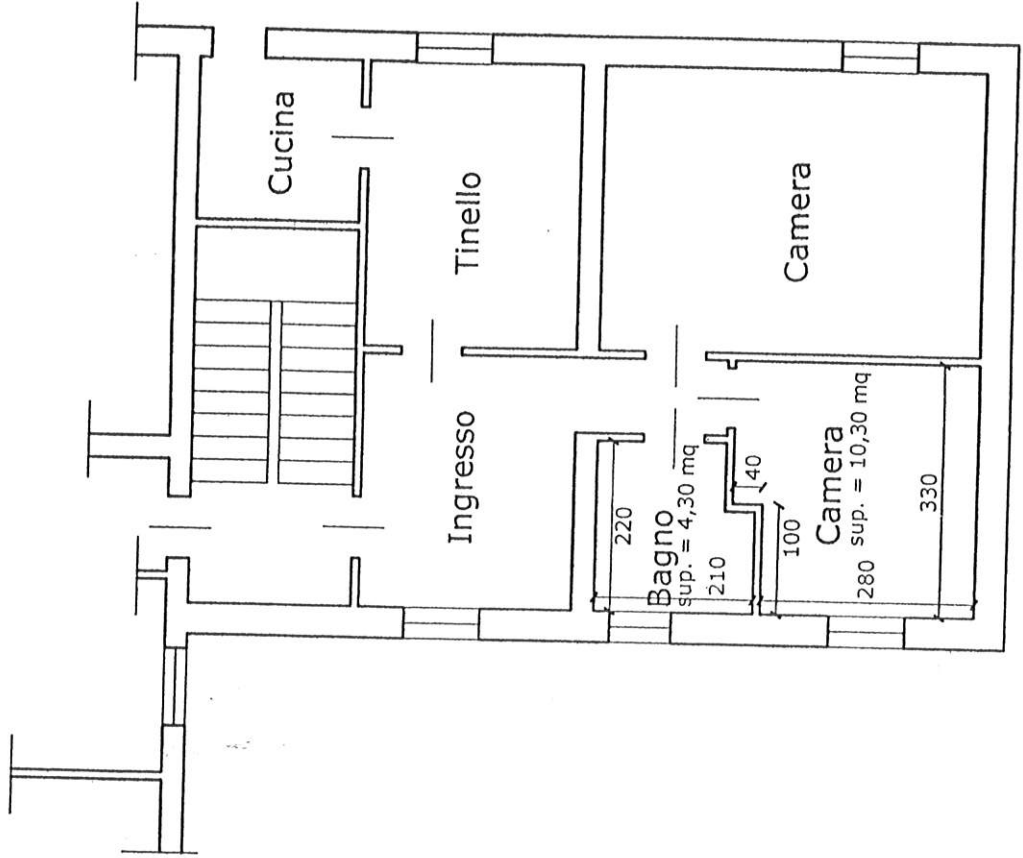 Cucina
Tinello
Camera
Ingresso
220
Bagno
sup. = 4,30 mq
210
40
100
Camera
sup. = 10,30 mq
280
330